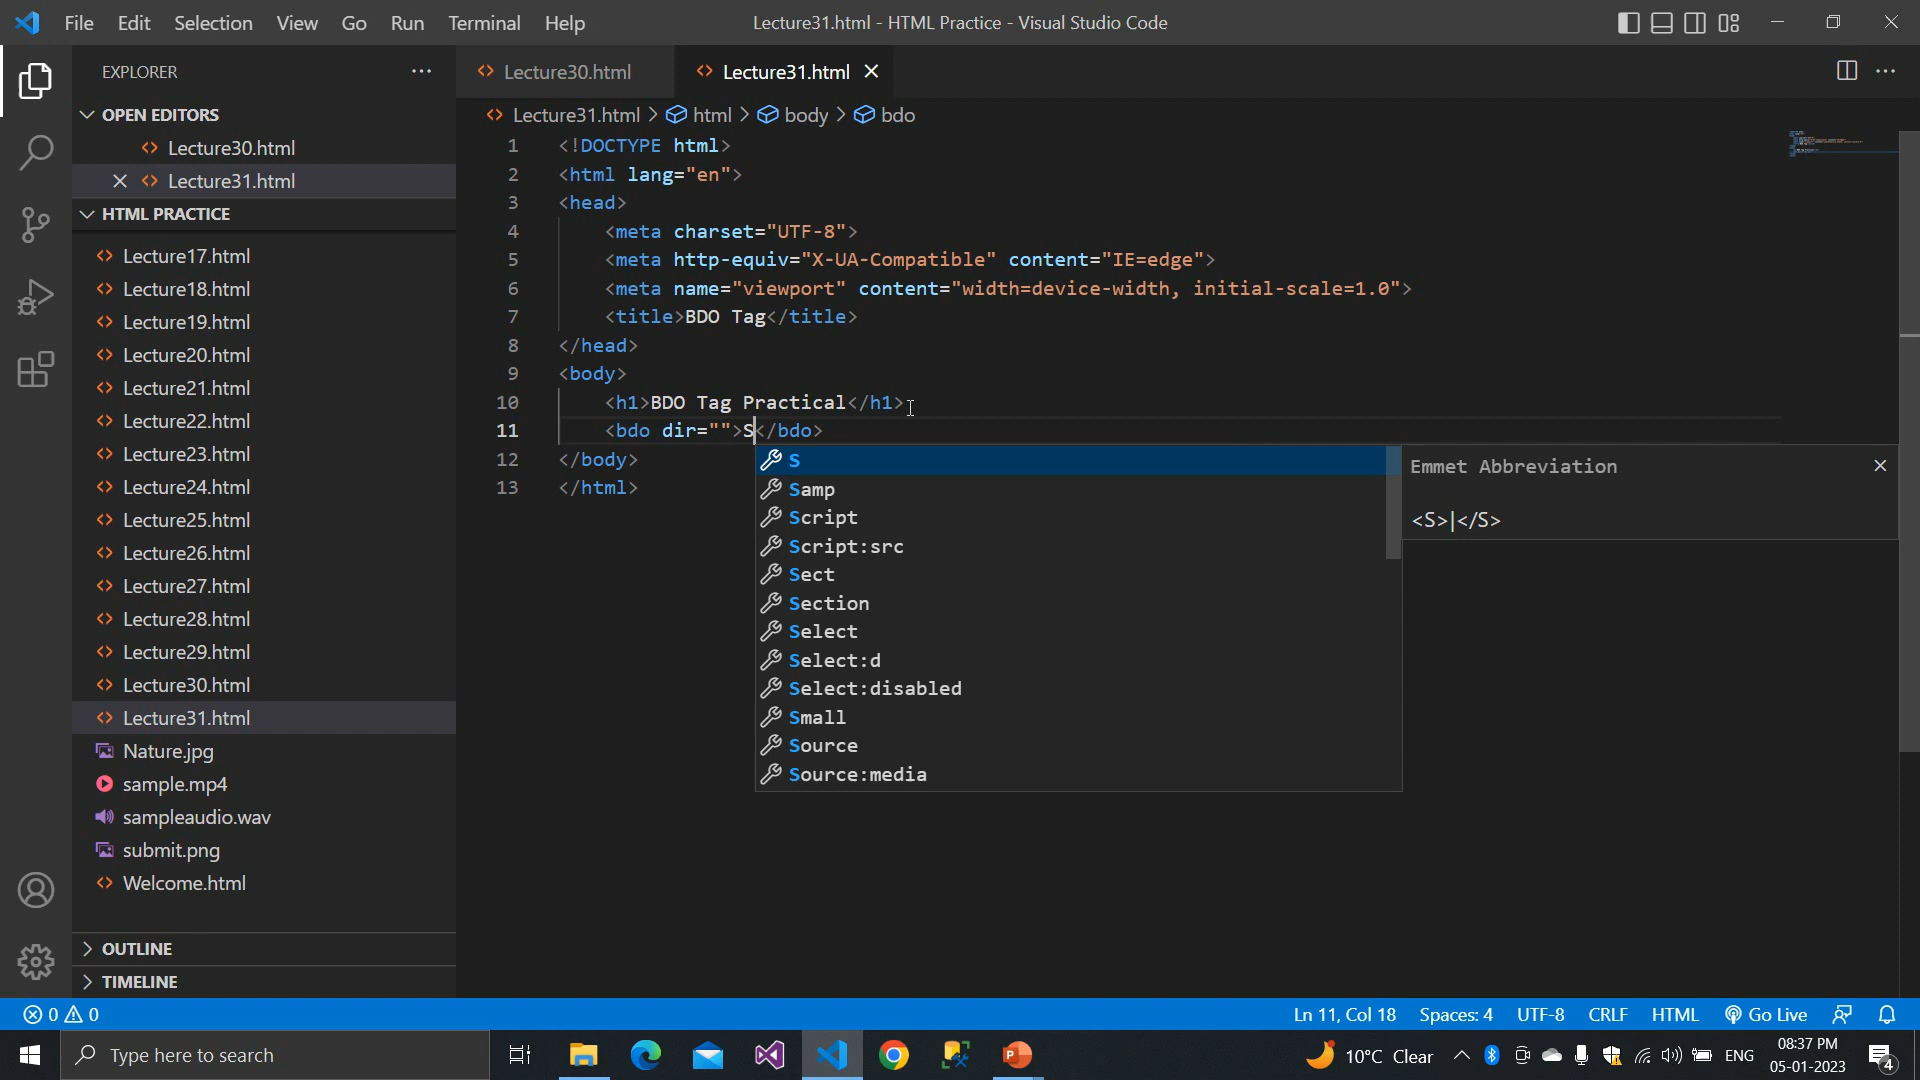 File Edit Selection View Go Run Terminal Help
Lecture31.html - HTML Practice - Visual Studio Code
EXPLORER
OPEN EDITORS
Lecture30.html
Lecture31.html
HTML PRACTICE
Lecture17.html
Lecture18.html
Lecture19.html
Lecture20.html
Lecture21.html
Lecture22.html
Lecture23.html
Lecture24.html
Lecture25.html
Lecture26.html
Lecture27.html
Lecture28.html
Lecture29.html
Lecture30.html
Lecture31.html
Nature.jpg
sample.mp4
sampleaudio.wav
submit.png
Welcome.html
OUTLINE
TIMELINE
Lecture30.html Lecture31.html
Lecture31.html > html > body > bdo
1 <!DOCTYPE html>
2 <html lang="en">
3 <head>
4 <meta charset="UTF-8">
5 <meta http-equiv="X-UA-Compatible" content="IE=edge">
6 <meta name="viewport" content="width=device-width, initial-scale=1.0">
7 <title>BDO Tag</title>
8 </head>
9 <body>
10 <h1>BDO Tag Practical</h1>
11 <bdo dir="">S</bdo>
12 </body>
13 </html>
S
Samp
Script
Script:src
Sect
Section
Select
Select:d
Select:disabled
Small
Source
Source:media
Emmet Abbreviation
<S>|</S>
0 0
Ln 11, Col 18 Spaces: 4 UTF-8 CRLF HTML Go Live
Type here to search
10°C Clear
ENG
08:37 PM
05-01-2023
4